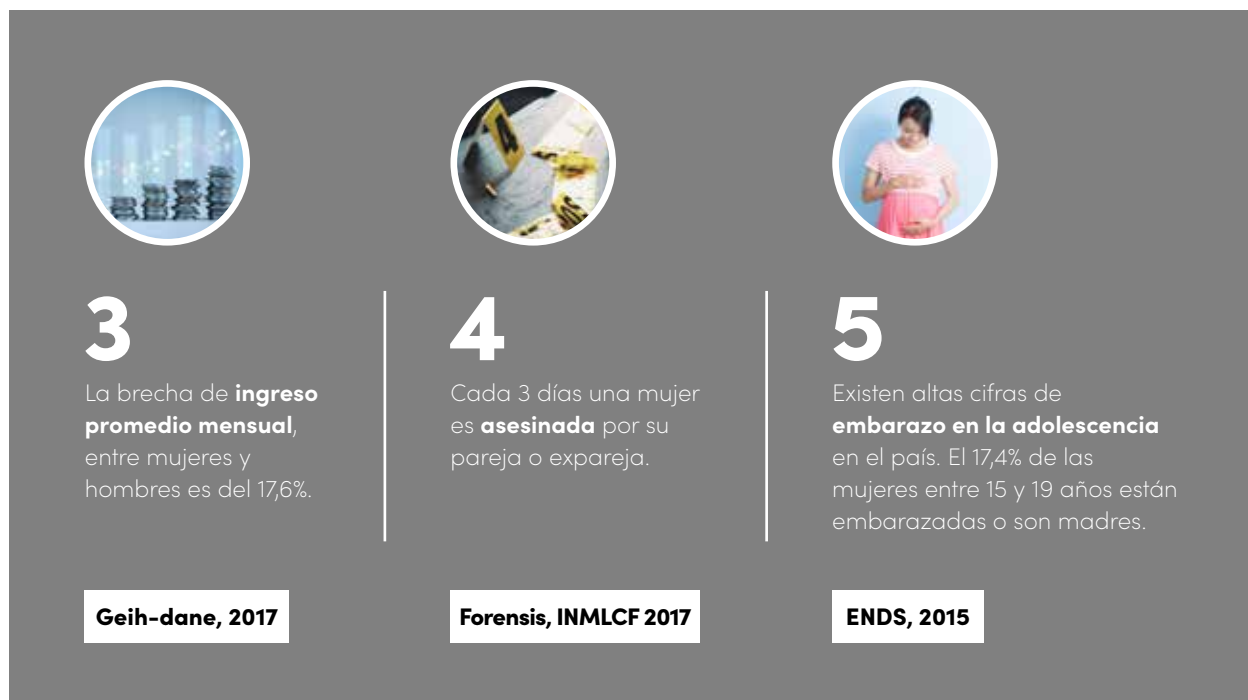 3
La brecha de ingreso
promedio mensual,
entre mujeres y
hombres es del 17,6%.
Geih-dane, 2017
4
Cada 3 días una mujer
es asesinada por su
pareja o expareja.
Forensis, INMLCF 2017
5
Existen altas cifras de
embarazo en la adolescencia
en el país. El 17,4% de las
mujeres entre 15 y 19 años están
embarazadas o son madres.
ENDS, 2015